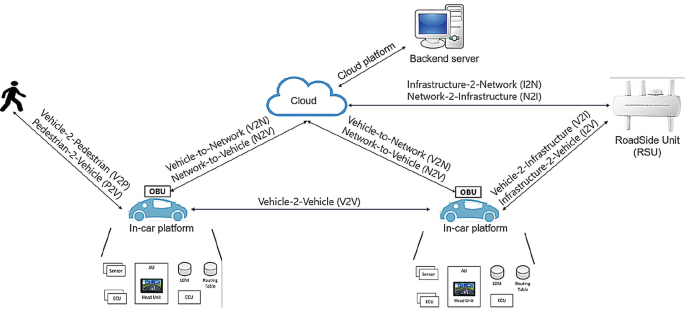 Backend server
Cloud platform
Cloud
Infrastructure-2-Network (I2N)
Network-2-Infrastructure (N2I)
RoadSide Unit
(RSU)
Vehicle-2-Pedestrian (V2P)
Pedestrian-2-Vehicle (P2V)
Vehicle-to-Network (V2N)
Network-to-Vehicle (N2V)
Vehicle-to-Network (V2N)
Network-to-Vehicle (N2V)
Vehicle-2-Infrastructure (V2I)
Infrastructure-2-Vehicle (I2V)
OBU
In-car platform
Vehicle-2-Vehicle (V2V)
OBU
In-car platform
Sensor
AU
LDM
Routing
Table
ECU
Head Unit
CCU
Sensor
AU
LDM
Routing
Table
ECU
Head Unit
CCU